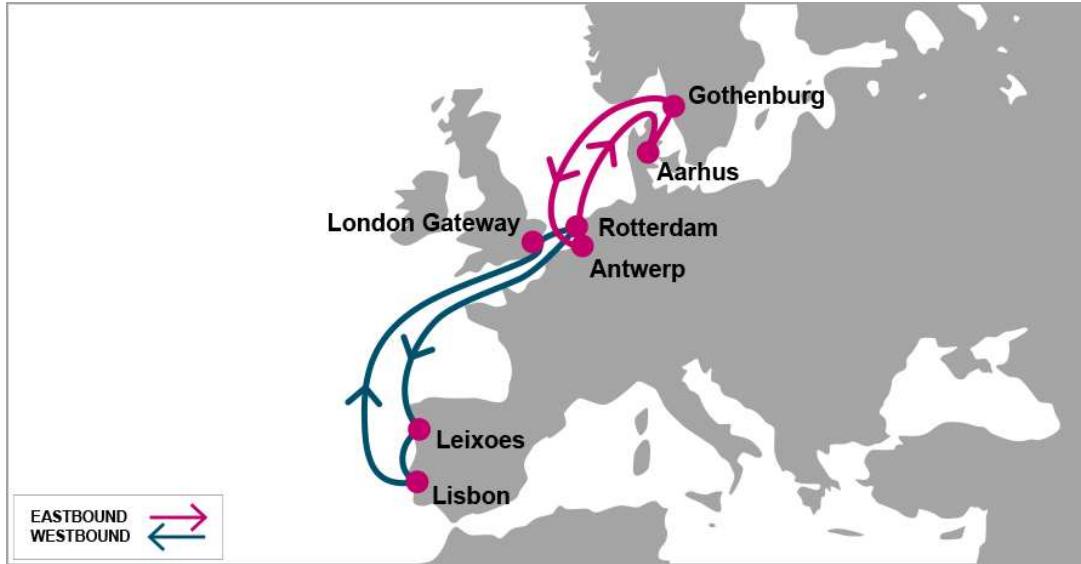 Gothenburg
Aarhus
London Gateway
Rotterdam
Antwerp
Leixoes
Lisbon
EASTBOUND
WESTBOUND